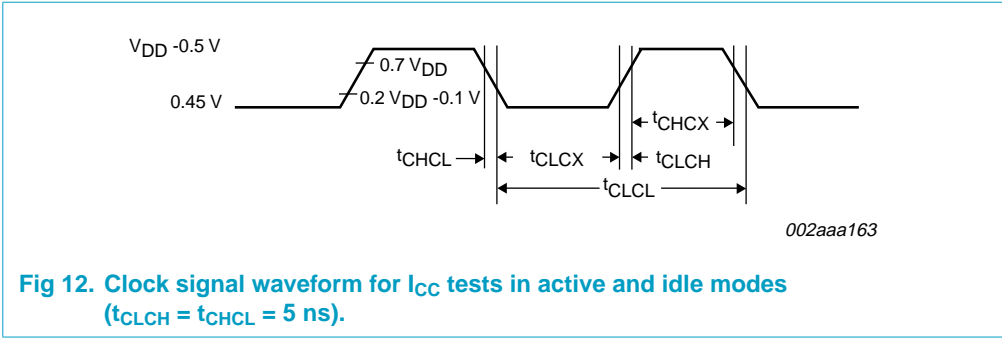 VDD -0.5 V
0.7 VDD
0.45 V
0.2 VDD -0.1 V
tCHCX
tCHCL
tCLCX
tCLCH
tCLCL
002aaa163
Fig 12. Clock signal waveform for ICC tests in active and idle modes
(tCLCH = tCHCL = 5 ns).